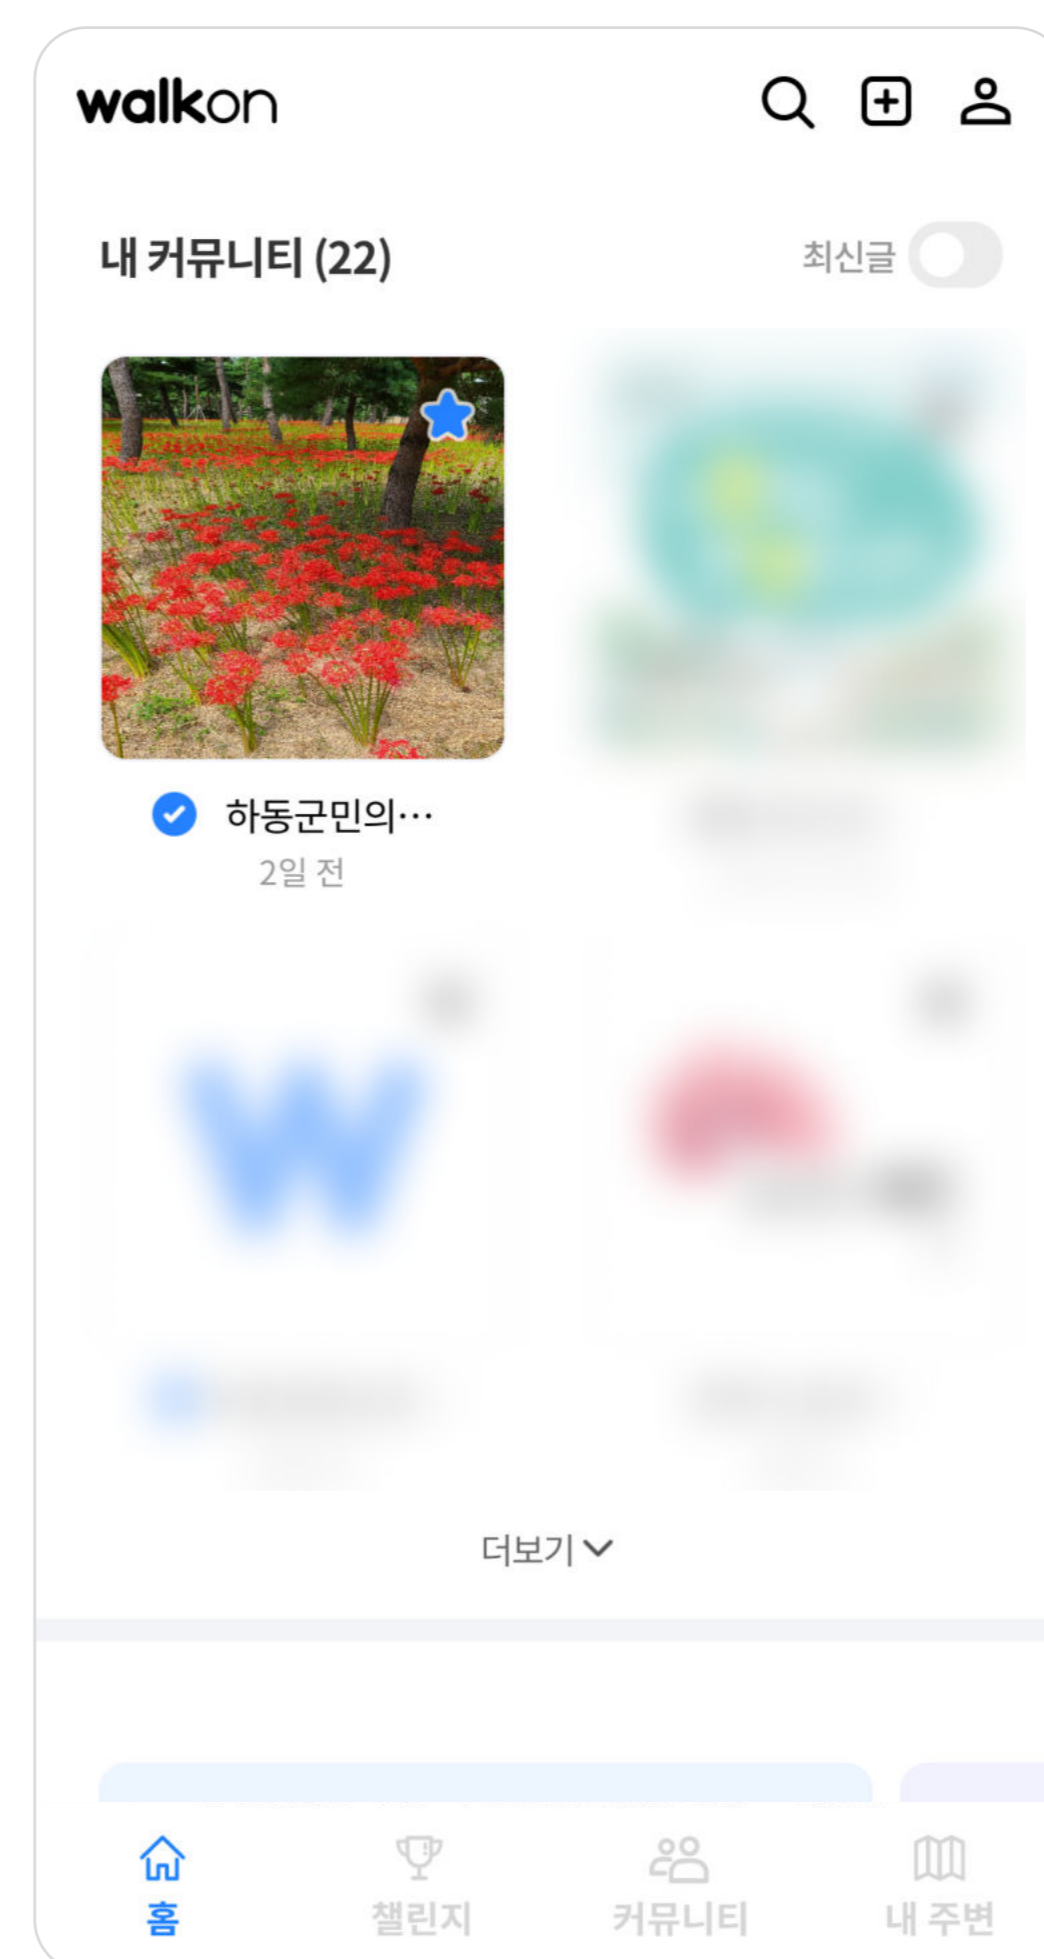 walkon
내 커뮤니티 (22)
최신글
하동군민의…
2일 전
더보기
홈
챌린지
커뮤니티
내 주변